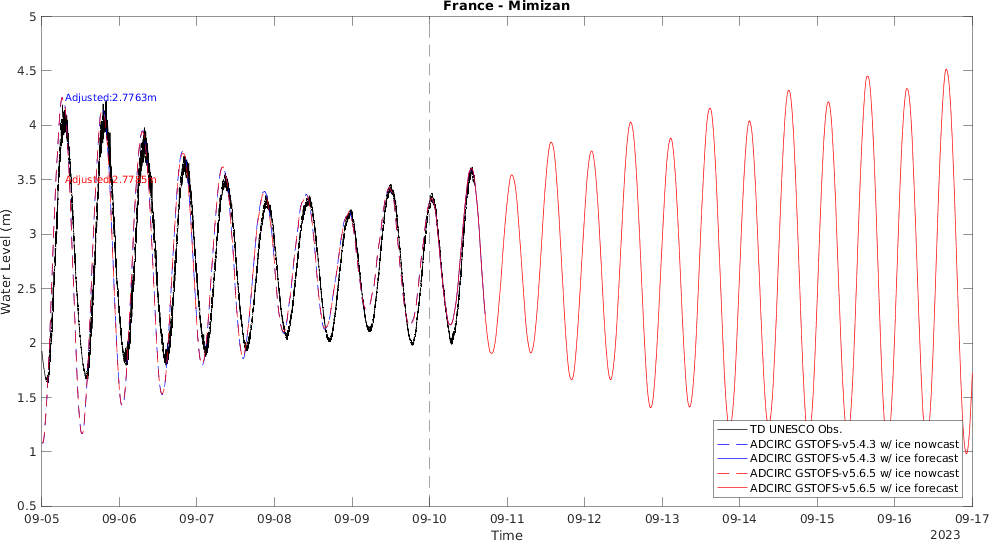 France - Mimizan
5
4.5
4
3.5
3
2.5
2
1.5
1
0.5
Water Level (m)
Adjusted:2.7763m
TD UNESCO Obs.
ADCIRC GSTOFS-v5.4.3 w/ ice nowcast
ADCIRC GSTOFS-v5.4.3 w/ ice forecast
ADCIRC GSTOFS-v5.6.5 w/ ice nowcast
ADCIRC GSTOFS-v5.6.5 w/ ice forecast
09-05 09-06 09-07 09-08 09-09 09-10 09-11 09-12 09-13 09-14 09-15 09-16 09-17
Time
2023